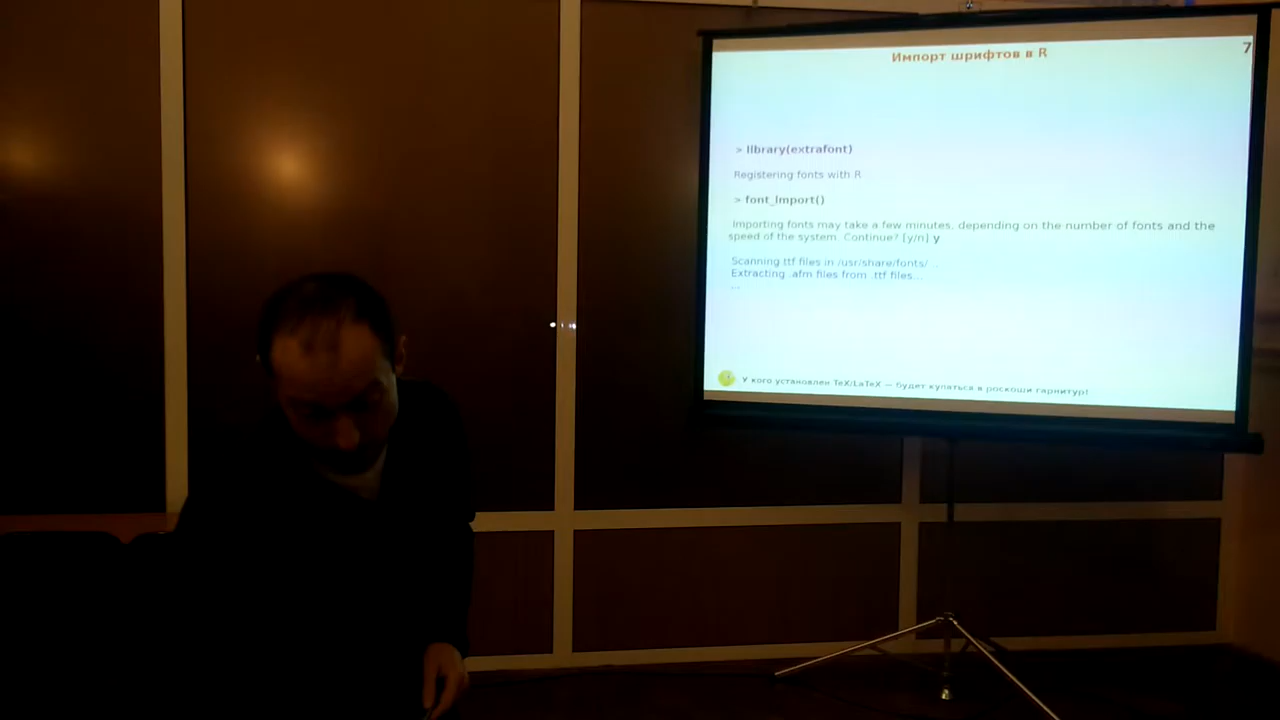 Импорт шрифтов в R
7
> library(extrafont)
Registering fonts with R
> font_import()
Importing fonts may take a few minutes, depending on the number of fonts and the
speed of the system. Continue? [y/n] y
Scanning ttf files in /usr/share/fonts/ ...
Extracting .afm files from .ttf files...
...
У кого установлен TeX/LaTeX — будет купаться в роскоши гарнитур!